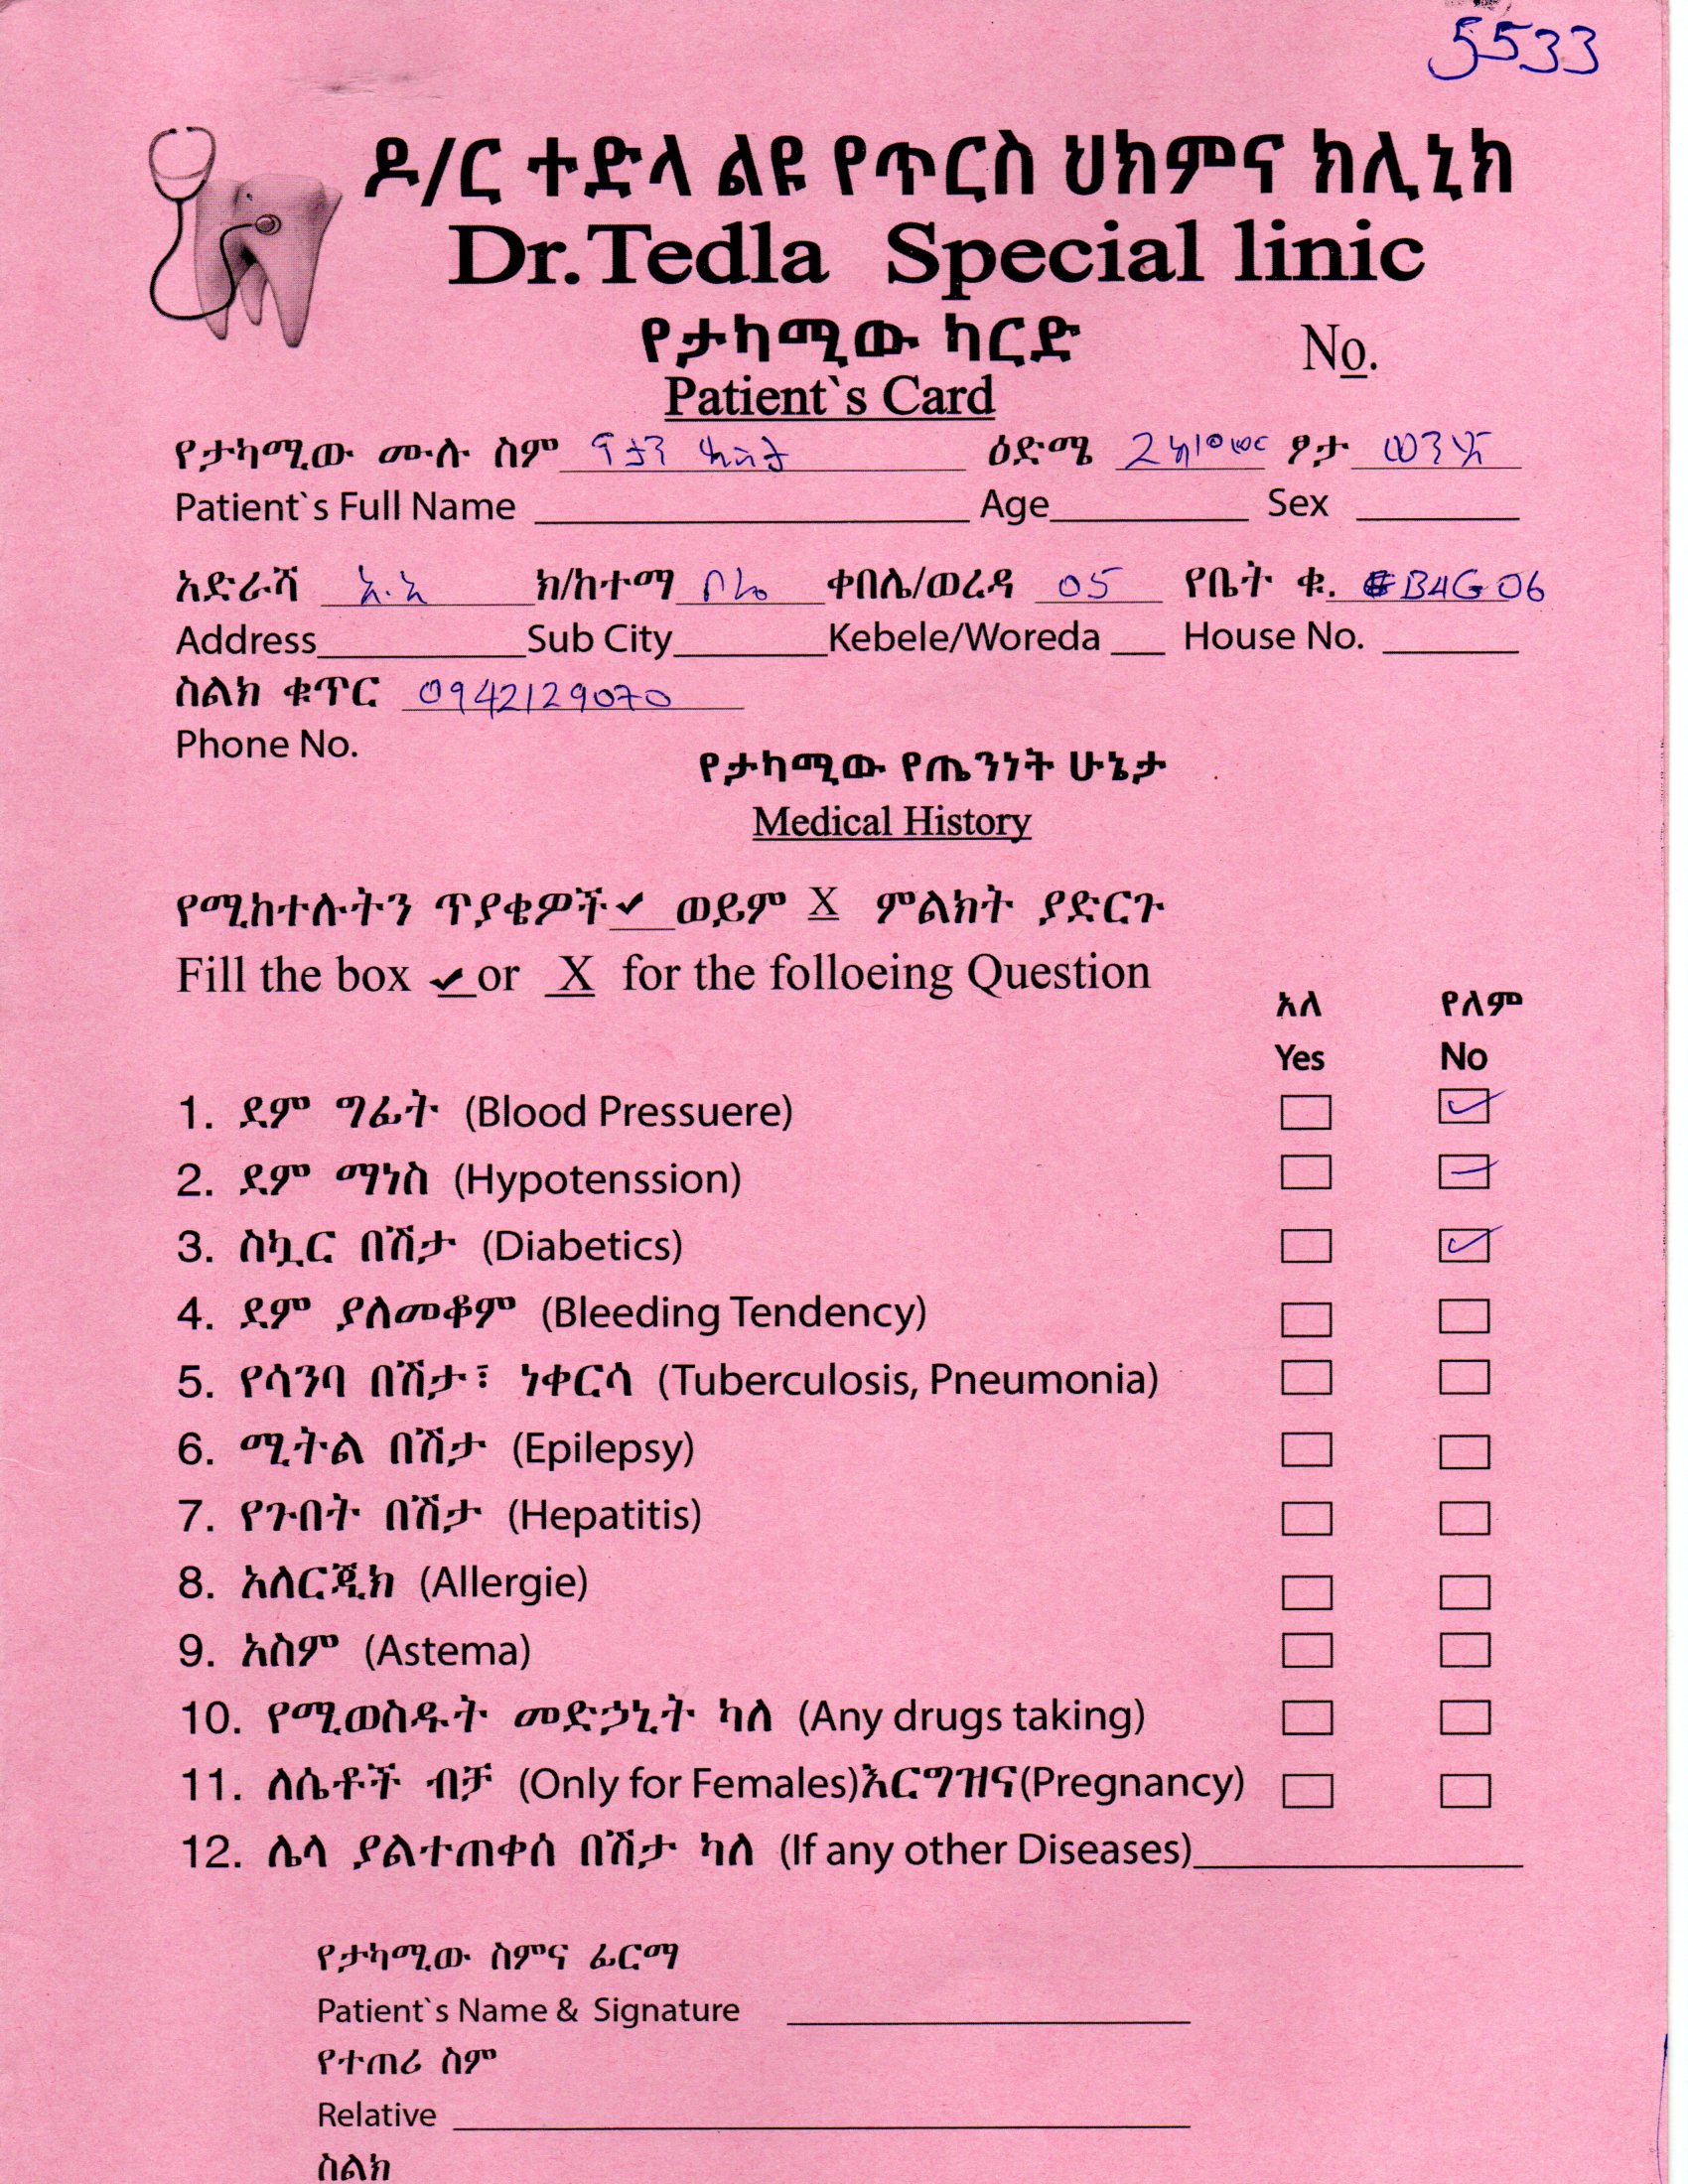 5533
ዶ/ር ተድላ ልዩ የጥርስ ህክምና ክሊኒክ
Dr. Tedla Special linic
የታካሚው ካርድ
No.
Patient`s Card
የታካሚው ሙሉ ስም ዕድሜ ፆታ ወንድ
Patient`s Full Name Age Sex
አድራሻ አ.አ ክ/ከተማ ቦሌ ቀበሌ/ወረዳ 05 የቤት ቁ. B4G06
Address Sub City Kebele/Woreda House No.
ስልክ ቁጥር 0942129070
Phone No.
የታካሚው የጤንነት ሁኔታ
Medical History
የሚከተሉትን ጥያቄዎች ✔ ወይም X ምልክት ያድርጉ
Fill the box ✔ or X for the folloeing Question
አለ የለም
Yes No
1. ደም ግፊት (Blood Pressuere) ✓
2. ደም ማነስ (Hypotenssion)
3. ስኳር በሽታ (Diabetics) ✓
4. ደም ያለመቆም (Bleeding Tendency)
5. የሳንባ በሽታ፣ ነቀርሳ (Tuberculosis, Pneumonia)
6. ሚትል በሽታ (Epilepsy)
7. የጉበት በሽታ (Hepatitis)
8. አለርጂክ (Allergie)
9. አስም (Astema)
10. የሚወስዱት መድኃኒት ካለ (Any drugs taking)
11. ለሴቶች ብቻ (Only for Females)እርግዝና(Pregnancy)
12. ሌላ ያልተጠቀሰ በሽታ ካለ (If any other Diseases)
የታካሚው ስምና ፊርማ
Patient`s Name & Signature
የተጠሪ ስም
Relative
ስልክ